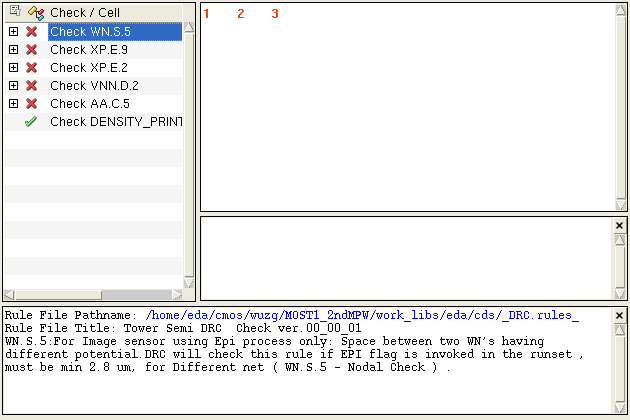 Check / Cell
Check WN.S.5
Check XP.E.9
Check XP.E.2
Check VNN.D.2
Check AA.C.5
Check DENSITY_PRINT
1 2 3
Rule File Pathname: /home/eda/cmos/wuzg/MOST1_2ndMPW/work_libs/eda/cds/_DRC.rules_
Rule File Title: Tower Semi DRC  Check ver.00_00_01
WN.S.5:For Image sensor using Epi process only: Space between two WN's having
different potential.DRC will check this rule if EPI flag is invoked in the runset ,
must be min 2.8 um, for Different net ( WN.S.5 - Nodal Check ) .